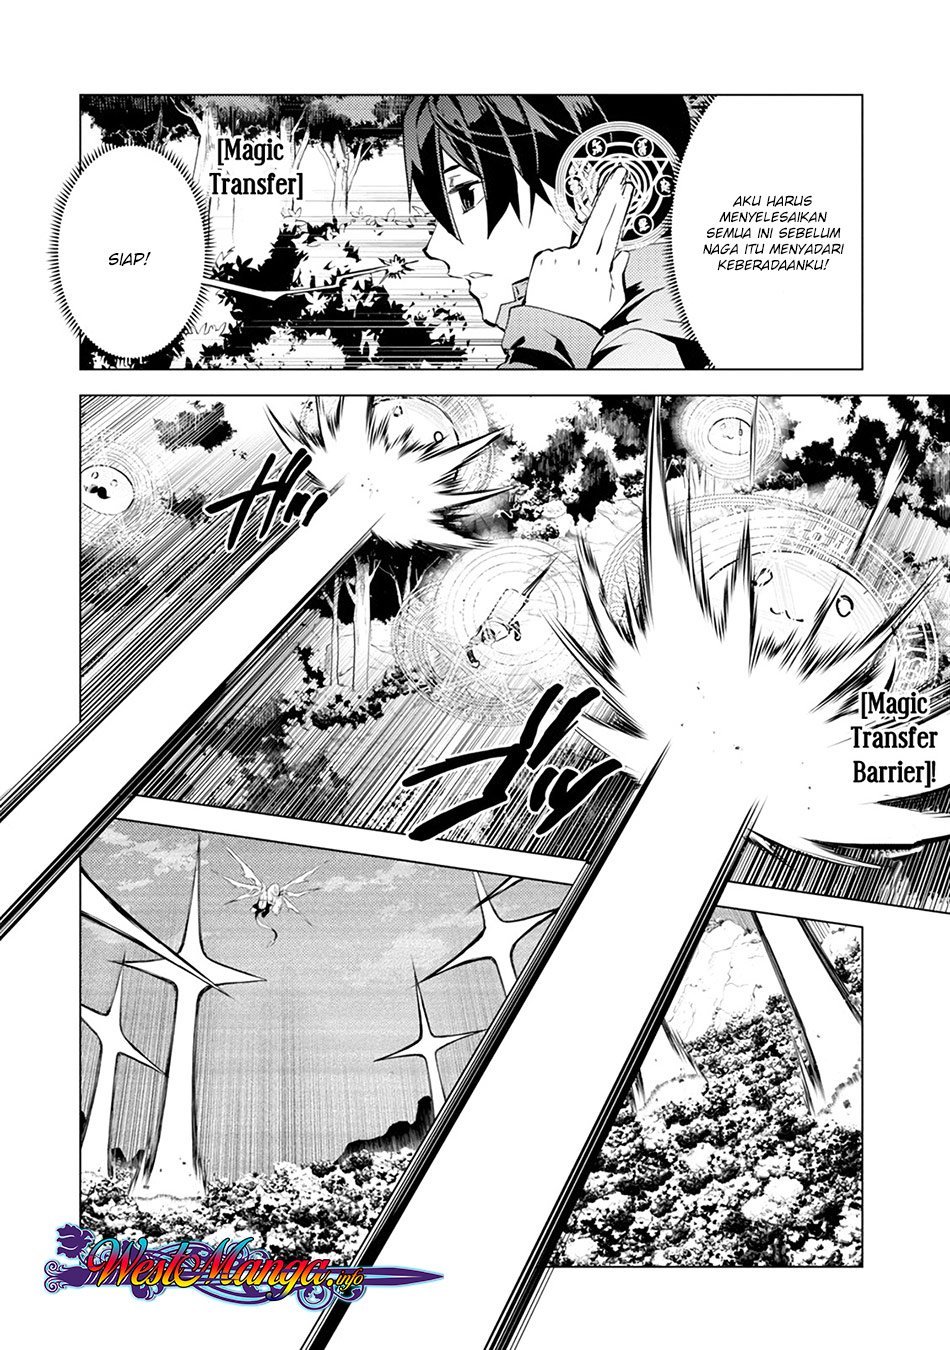 AKU HARUS
MENYELESAIKAN
SEMUA INI SEBELUM
NAGA ITU MENYADARI
KEBERADAANKU!
[Magic
Transfer]
SIAP!
[Magic
Transfer
Barrier]!
WestManga.info